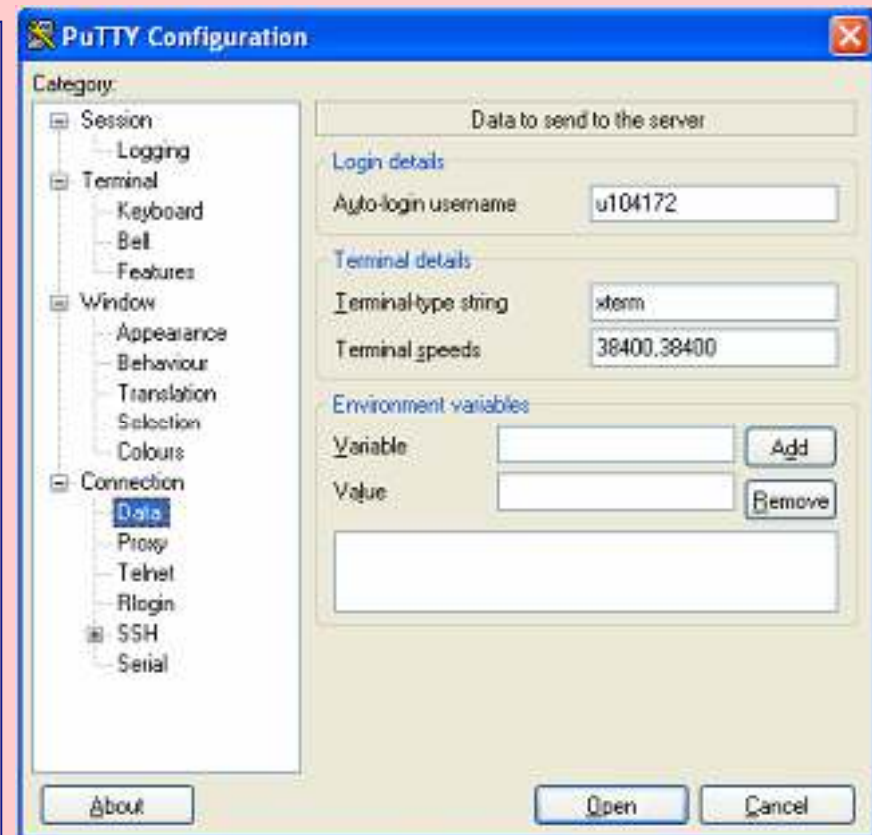 PuTTY Configuration
Category:
Session
Logging
Terminal
Keyboard
Bell
Features
Window
Appearance
Behaviour
Translation
Selection
Colours
Connection
Data
Proxy
Telnet
Rlogin
SSH
Serial
Data to send to the server
Login details
Auto-login username
u104172
Terminal details
Terminal-type string
xterm
Terminal speeds
38400,38400
Environment variables
Variable
Add
Value
Remove
About
Open
Cancel